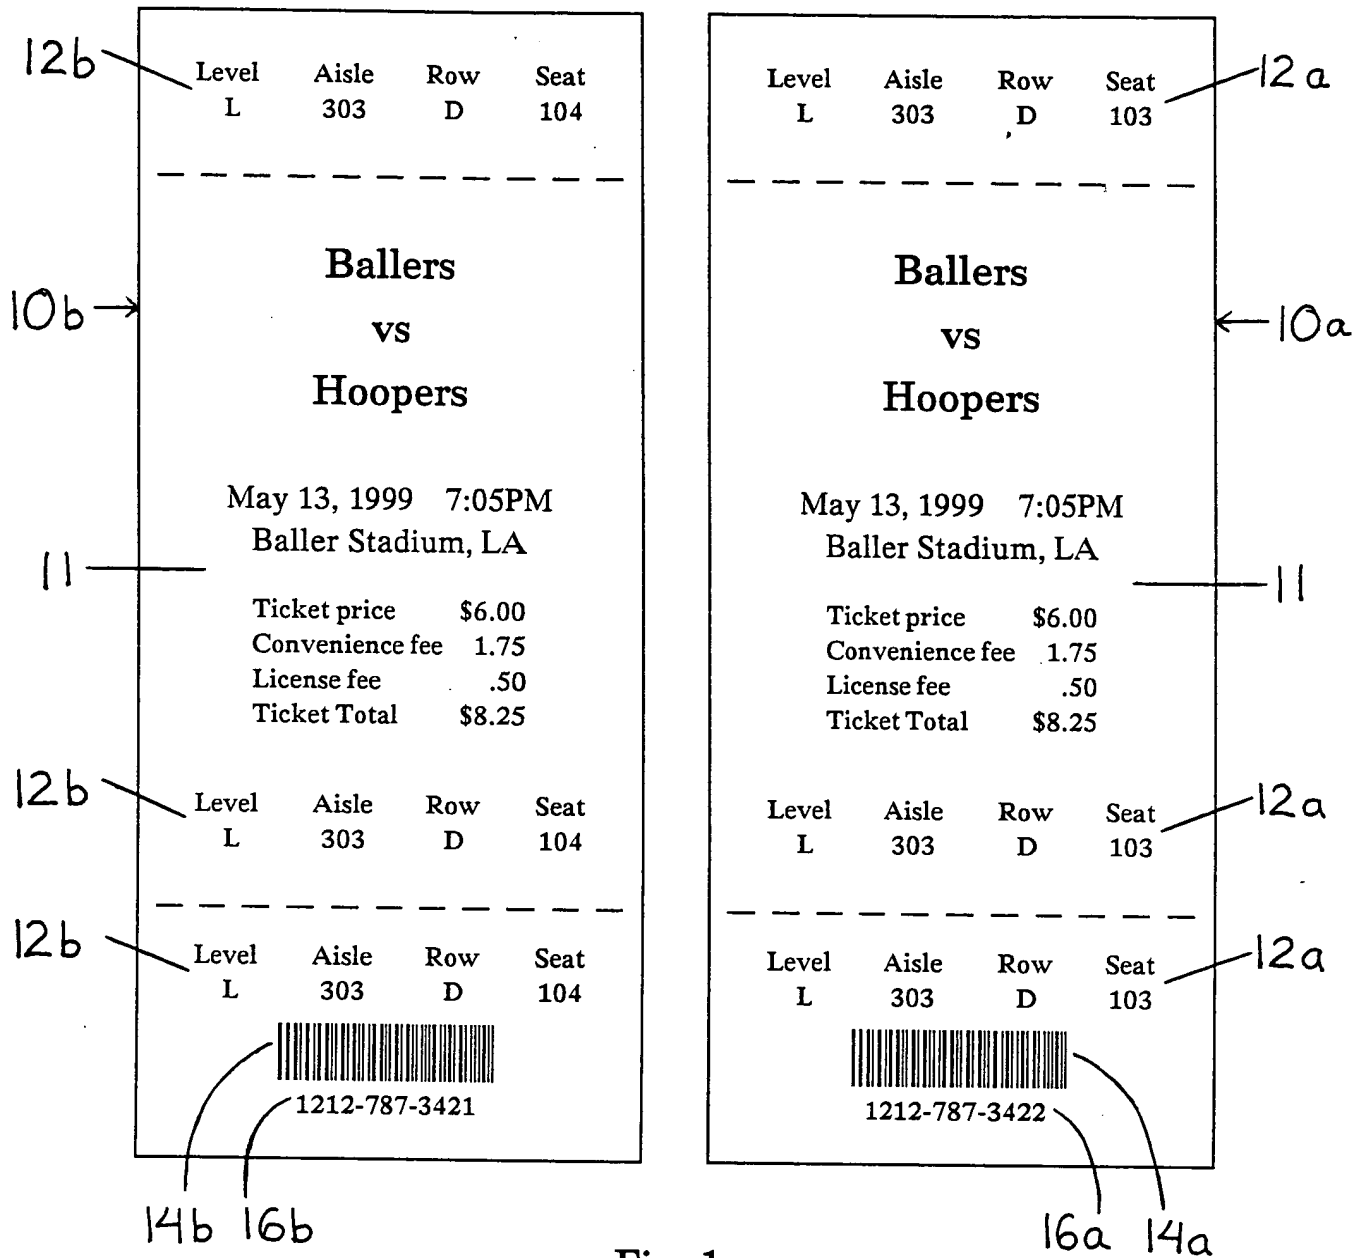 12b
Level Aisle Row Seat
L 303 D 104
10b
Ballers
vs
Hoopers
May 13, 1999 7:05PM
Baller Stadium, LA
11
Ticket price $6.00
Convenience fee 1.75
License fee .50
Ticket Total $8.25
12b
Level Aisle Row Seat
L 303 D 104
12b
Level Aisle Row Seat
L 303 D 104
1212-787-3421
14b 16b
Level Aisle Row Seat
L 303 D 103
12a
Ballers
vs
Hoopers
10a
May 13, 1999 7:05PM
Baller Stadium, LA
11
Ticket price $6.00
Convenience fee 1.75
License fee .50
Ticket Total $8.25
Level Aisle Row Seat
L 303 D 103
12a
Level Aisle Row Seat
L 303 D 103
12a
1212-787-3422
16a 14a
Fig. 1